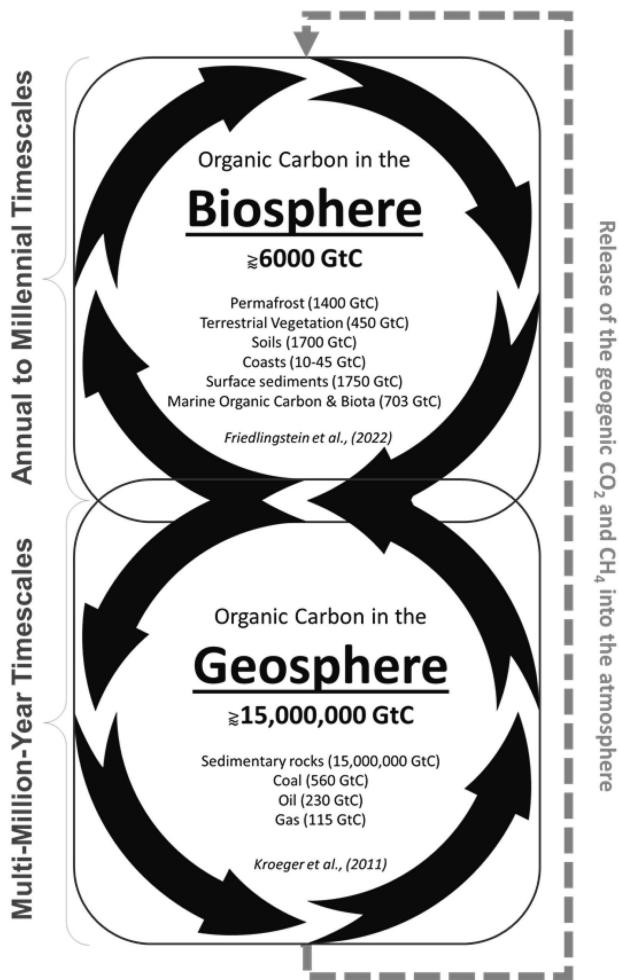 Annual to Millennial Timescales
Organic Carbon in the
Biosphere
⪎6000 GtC
Permafrost (1400 GtC)
Terrestrial Vegetation (450 GtC)
Soils (1700 GtC)
Coasts (10-45 GtC)
Surface sediments (1750 GtC)
Marine Organic Carbon & Biota (703 GtC)
Friedlingstein et al., (2022)
Multi-Million-Year Timescales
Organic Carbon in the
Geosphere
⪎15,000,000 GtC
Sedimentary rocks (15,000,000 GtC)
Coal (560 GtC)
Oil (230 GtC)
Gas (115 GtC)
Kroeger et al., (2011)
Release of the geogenic CO₂ and CH₄ into the atmosphere